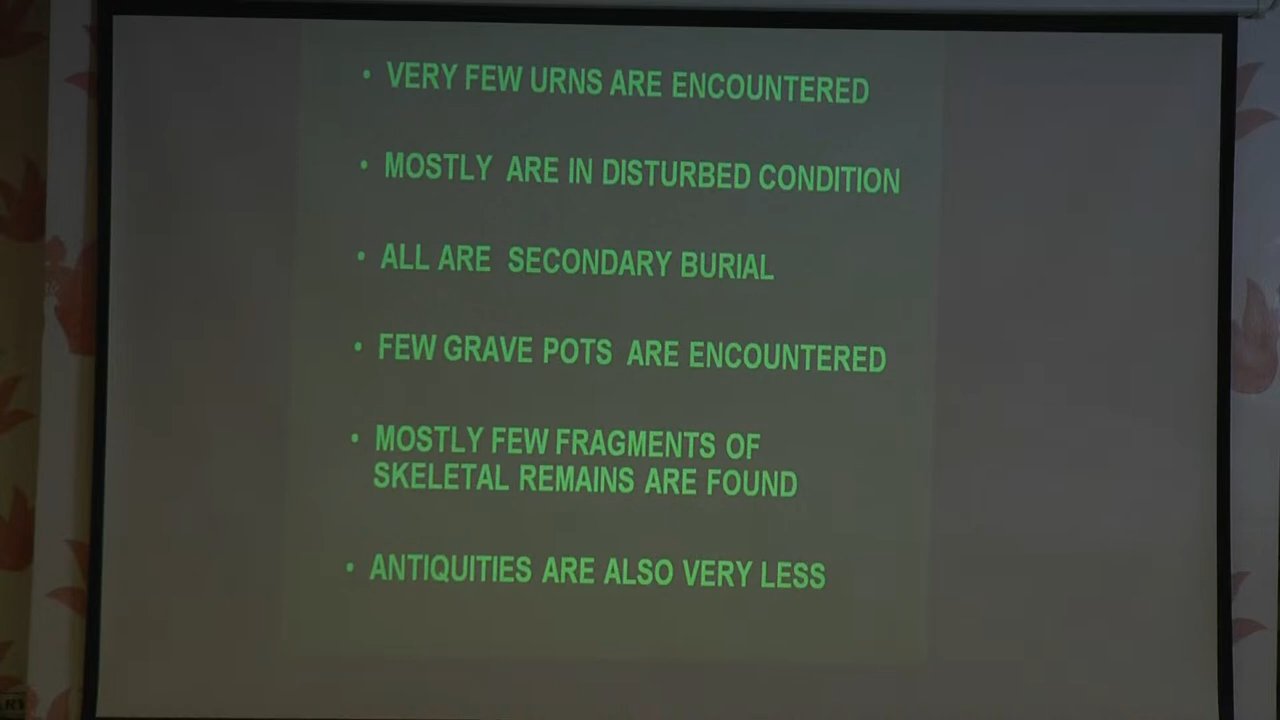 • VERY FEW URNS ARE ENCOUNTERED
• MOSTLY ARE IN DISTURBED CONDITION
• ALL ARE SECONDARY BURIAL
• FEW GRAVE POTS ARE ENCOUNTERED
• MOSTLY FEW FRAGMENTS OF
SKELETAL REMAINS ARE FOUND
• ANTIQUITIES ARE ALSO VERY LESS